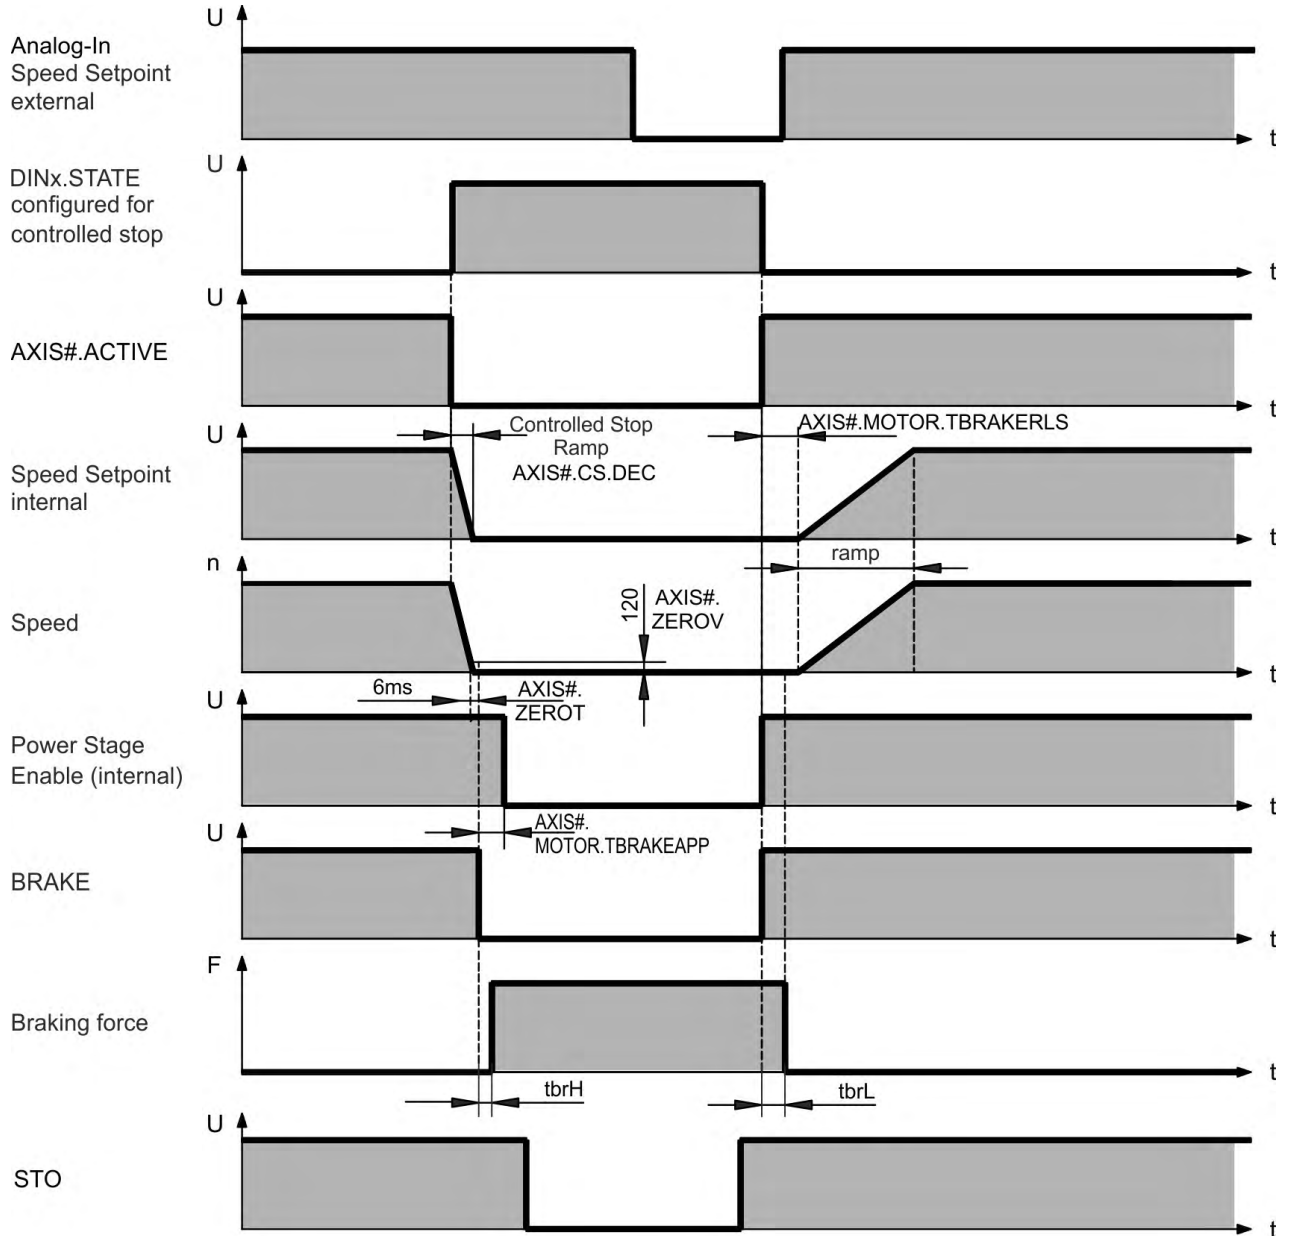 U
Analog-In
Speed Setpoint
external
t
U
DINx.STATE
configured for
controlled stop
t
U
AXIS#.ACTIVE
t
U
Controlled Stop
Ramp
AXIS#.CS.DEC
AXIS#.MOTOR.TBRAKERLS
Speed Setpoint
internal
t
n
ramp
Speed
120
AXIS#.
ZEROV
t
U
6ms
AXIS#.
ZEROT
Power Stage
Enable (internal)
t
U
AXIS#.
MOTOR.TBRAKEAPP
BRAKE
t
F
Braking force
t
tbrH
tbrL
U
STO
t